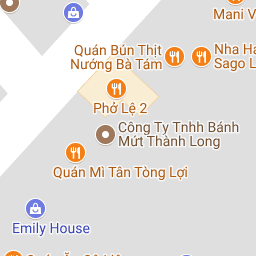 Mani V
Quán Bún Thịt
Nướng Bà Tám
Nha Ha
Sago L
Phở Lệ 2
Công Ty Tnhh Bánh
Mứt Thành Long
Quán Mì Tân Tòng Lợi
Emily House